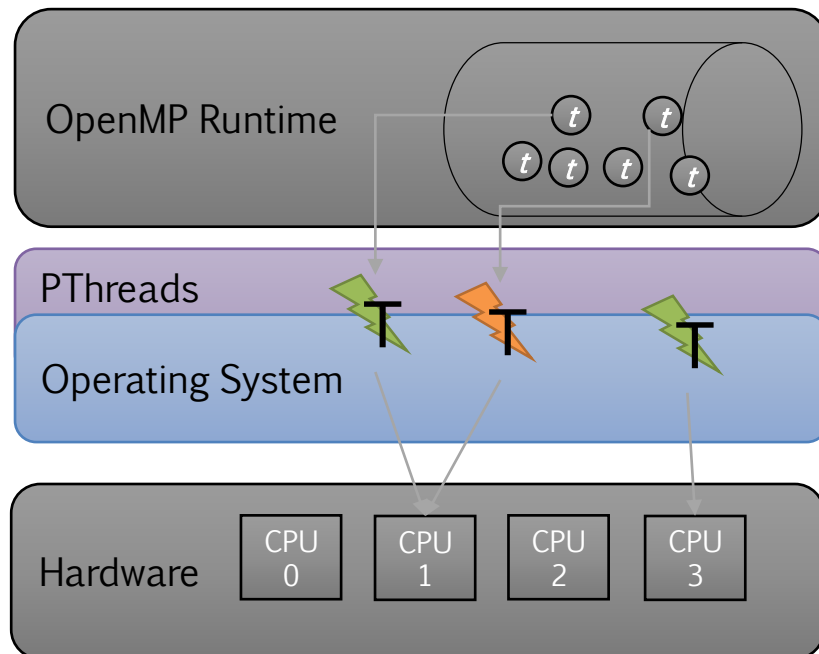 OpenMP Runtime
t
t
t
t
t
t
PThreads
T
T
T
Operating System
Hardware
CPU
0
CPU
1
CPU
2
CPU
3